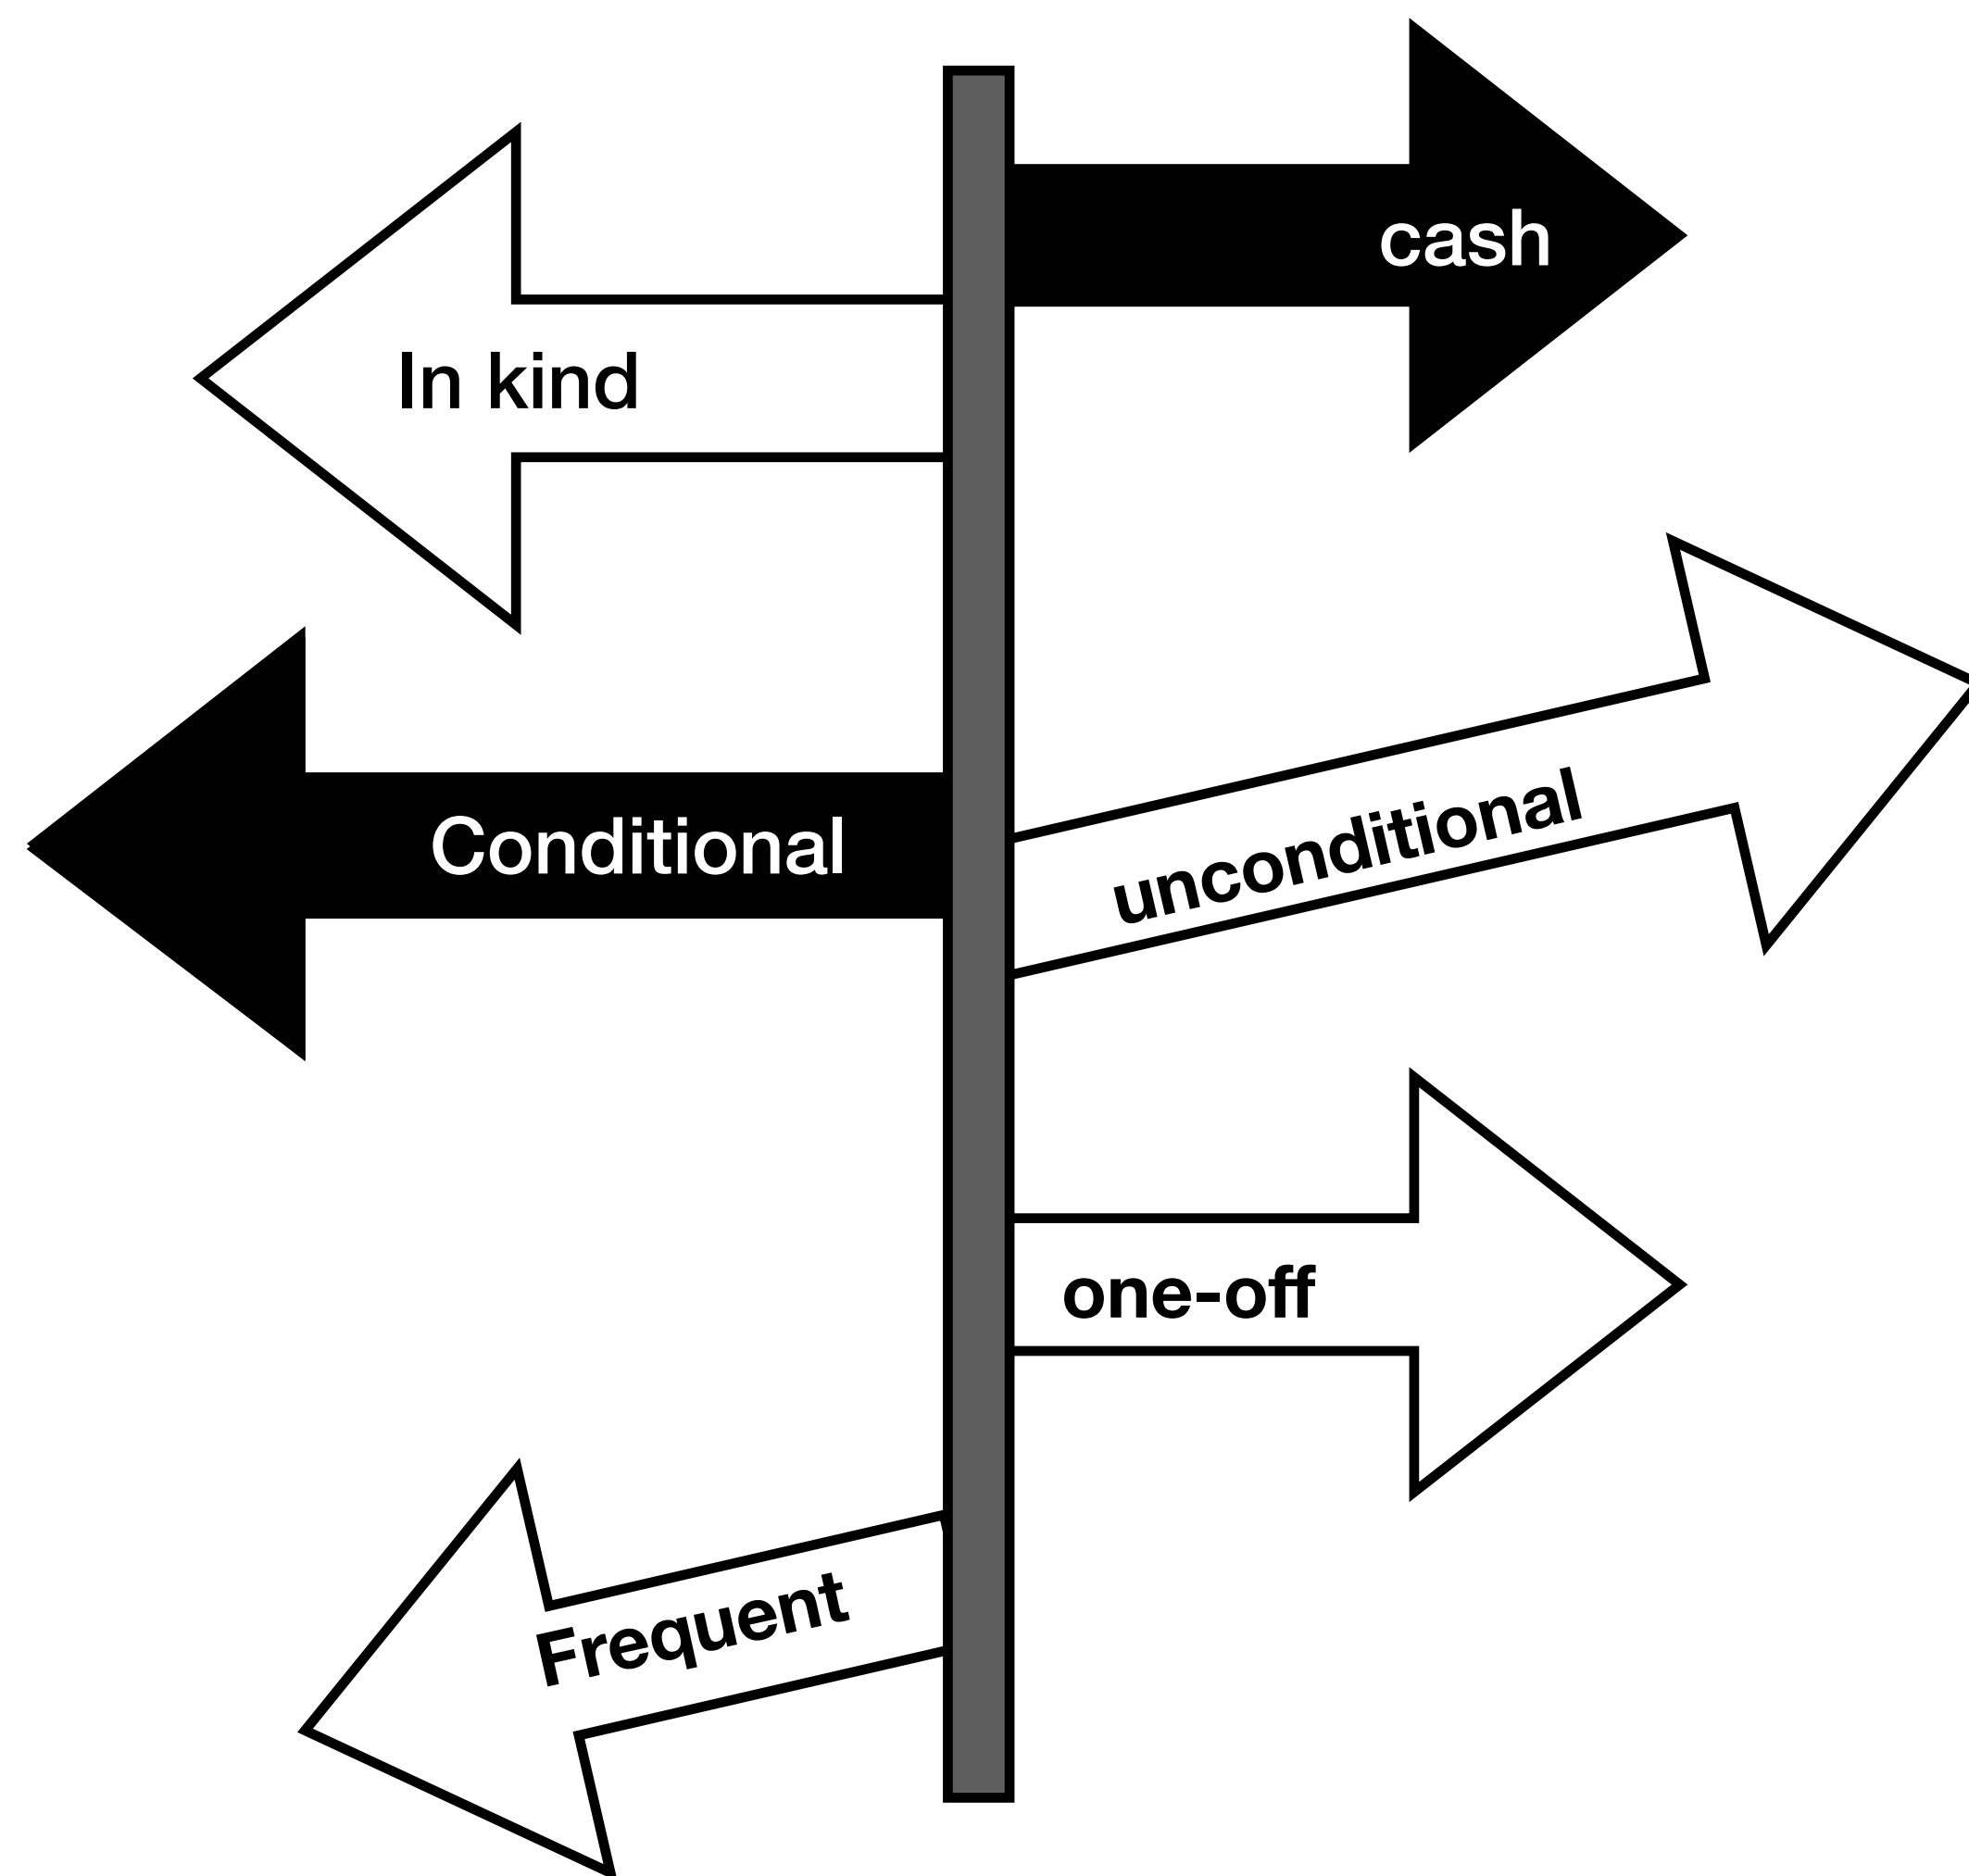 cash
In kind
Conditional
unconditional
one-off
Frequent